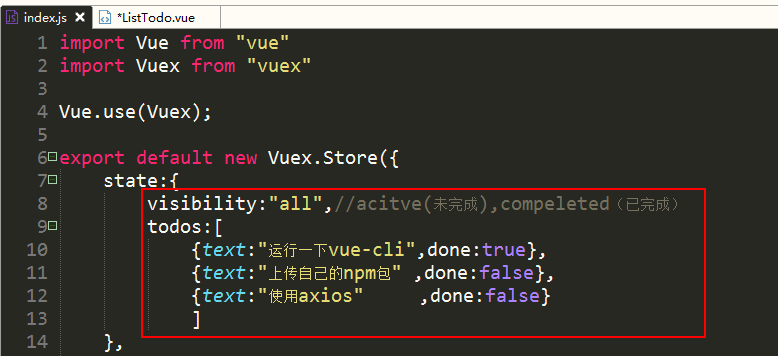 index.js *ListTodo.vue
1 import Vue from "vue"
2 import Vuex from "vuex"
3
4 Vue.use(Vuex);
5
6 export default new Vuex.Store({
7 state:{
8 visibility:"all",//acitve(未完成),compeleted（已完成）
9 todos:[
10 {text:"运行一下vue-cli",done:true},
11 {text:"上传自己的npm包" ,done:false},
12 {text:"使用axios" ,done:false}
13 ]
14 },